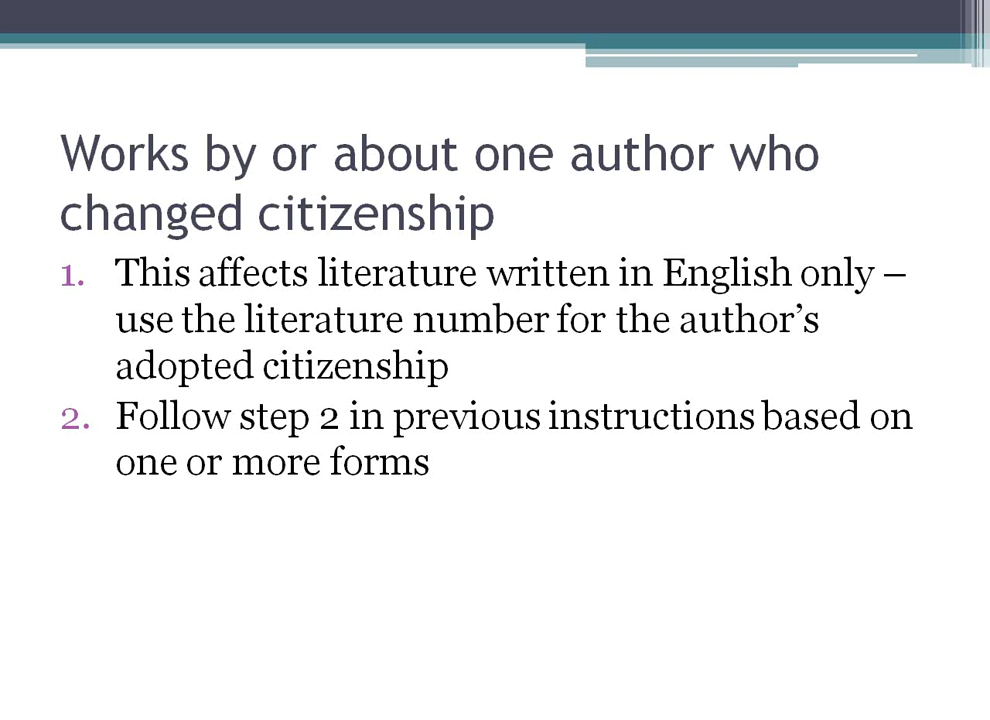 Works by or about one author who
changed citizenship
1. This affects literature written in English only –
use the literature number for the author’s
adopted citizenship
2. Follow step 2 in previous instructions based on
one or more forms